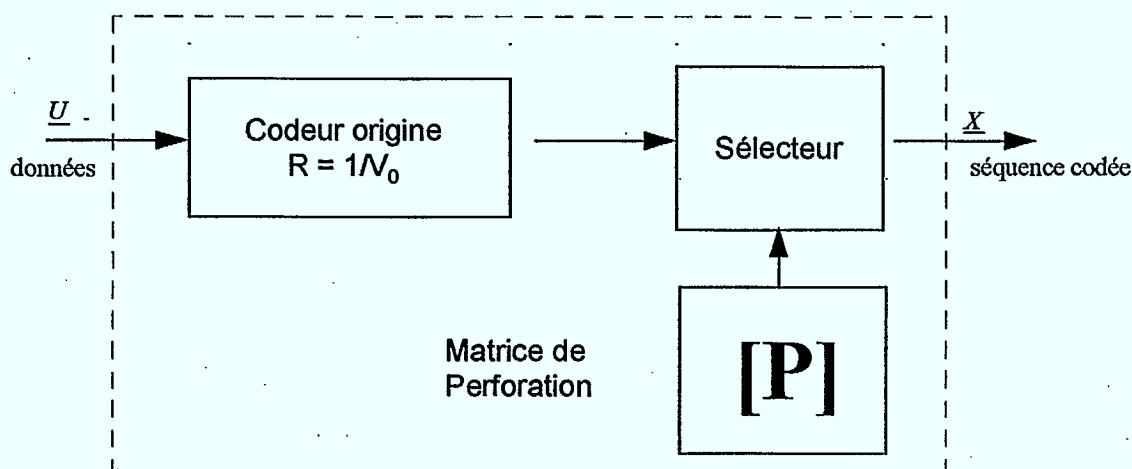 U
données
Codeur origine
R = 1/V₀
Sélecteur
X
séquence codée
Matrice de
Perforation
[P]